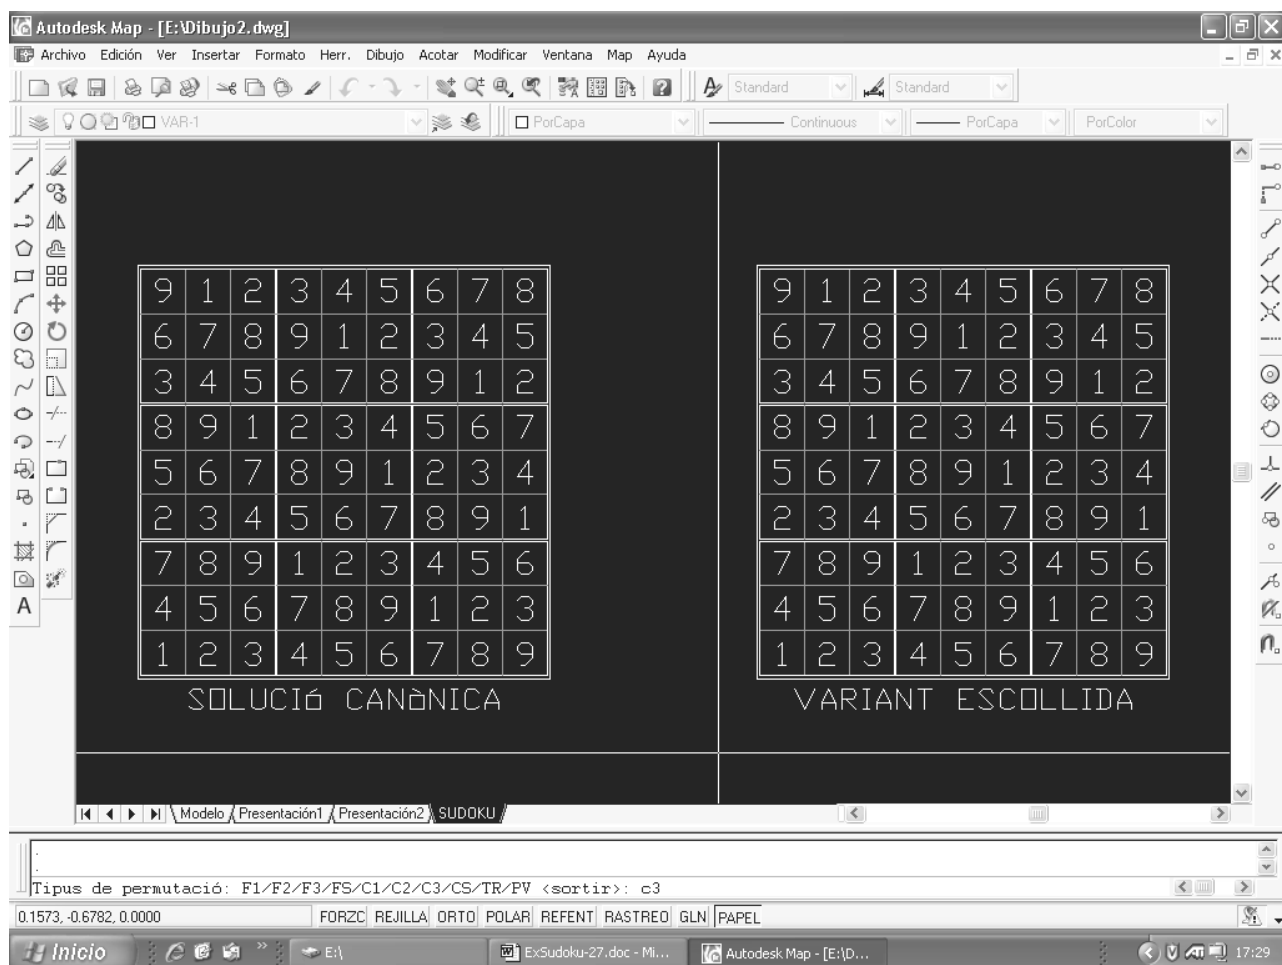 Autodesk Map - [E:\Dibujo2.dwg]
Archivo Edición Ver Insertar Formato Herr. Dibujo Acotar Modificar Ventana Map Ayuda
Standard Standard
VAR-1 PorCapa Continuous PorCapa PorColor
9 1 2 3 4 5 6 7 8 9 1 2 3 4 5 6 7 8
6 7 8 9 1 2 3 4 5 6 7 8 9 1 2 3 4 5
3 4 5 6 7 8 9 1 2 3 4 5 6 7 8 9 1 2
8 9 1 2 3 4 5 6 7 8 9 1 2 3 4 5 6 7
5 6 7 8 9 1 2 3 4 5 6 7 8 9 1 2 3 4
2 3 4 5 6 7 8 9 1 2 3 4 5 6 7 8 9 1
7 8 9 1 2 3 4 5 6 7 8 9 1 2 3 4 5 6
4 5 6 7 8 9 1 2 3 4 5 6 7 8 9 1 2 3
1 2 3 4 5 6 7 8 9 1 2 3 4 5 6 7 8 9
SOLUCIó CANòNICA VARIANT ESCOLLIDA
Modelo Presentación1 Presentación2 SUDOKU
Tipus de permutació: F1/F2/F3/FS/C1/C2/C3/CS/TR/PV <sortir>: c3
0.1573, -0.6782, 0.0000 FORZC REJILLA ORTO POLAR REFENT RASTREO GLN PAPEL
Inicio » E:\ ExSudoku-27.doc - Mi... Autodesk Map - [E:\D... 17:29